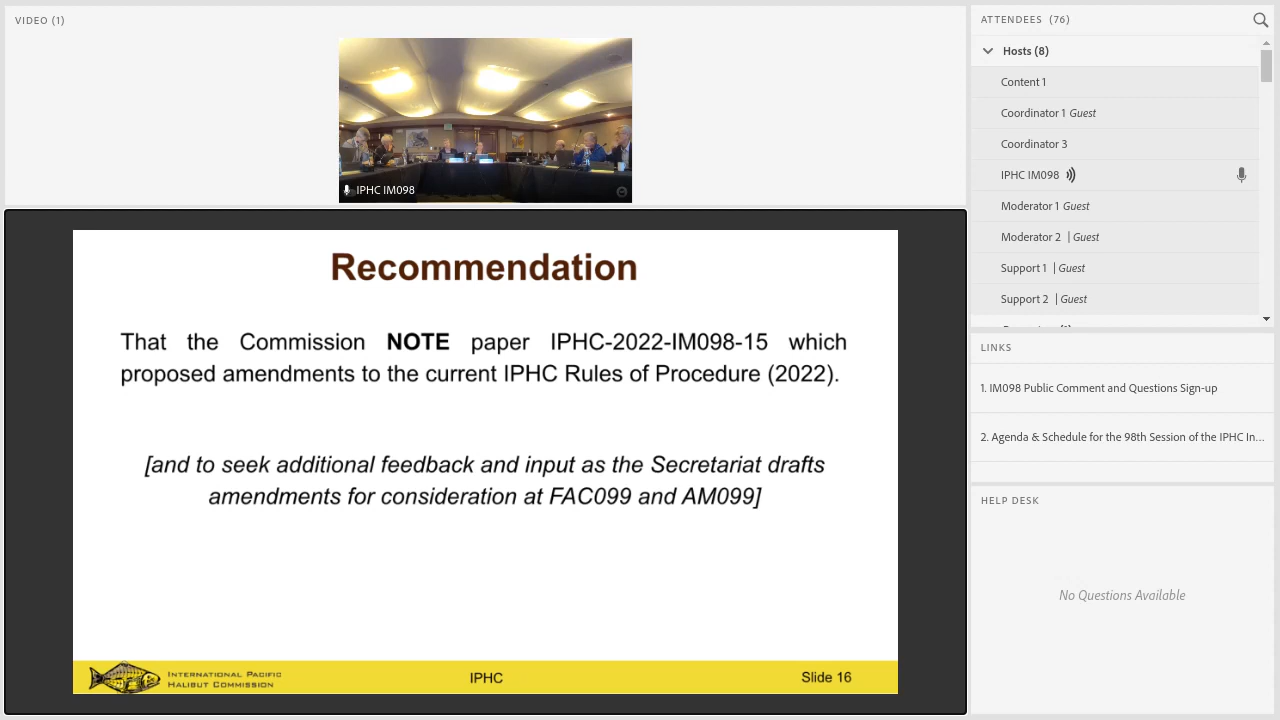 VIDEO (1)
IPHC IM098
Recommendation
That the Commission NOTE paper IPHC-2022-IM098-15 which
proposed amendments to the current IPHC Rules of Procedure (2022).
[and to seek additional feedback and input as the Secretariat drafts
amendments for consideration at FAC099 and AM099]
INTERNATIONAL PACIFIC
HALIBUT COMMISSION
IPHC
Slide 16
ATTENDEES (76)
Hosts (8)
Content 1
Coordinator 1 Guest
Coordinator 3
IPHC IM098
Moderator 1 Guest
Moderator 2 | Guest
Support 1 | Guest
Support 2 | Guest
LINKS
1. IM098 Public Comment and Questions Sign-up
2. Agenda & Schedule for the 98th Session of the IPHC In...
HELP DESK
No Questions Available